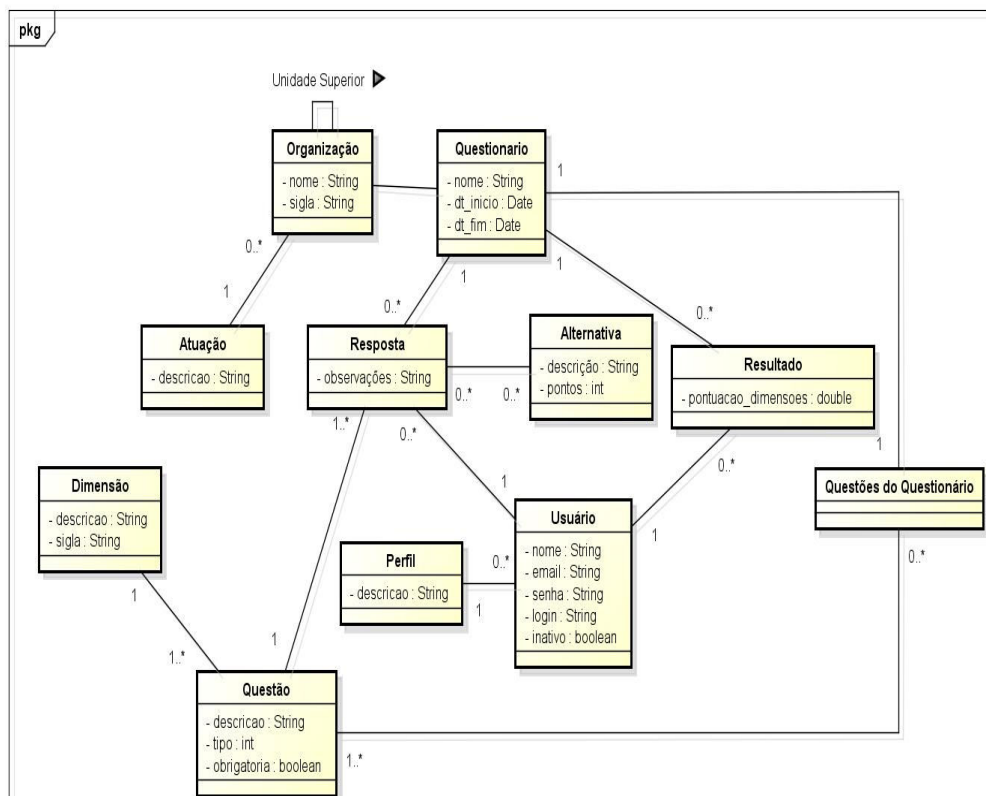 pkg
Unidade Superior
Organização
- nome : String
- sigla : String
Questionario
- nome : String
- dt_inicio : Date
- dt_fim : Date
1
0..*
1
1
1
0..*
0..*
Atuação
- descricao : String
Resposta
- observações : String
Alternativa
- descrição : String
- pontos : int
Resultado
- pontuacao_dimensoes : double
0..*
0..*
1..*
0..*
1
0..*
1
Dimensão
- descricao : String
- sigla : String
Usuário
- nome : String
- email : String
- senha : String
- login : String
- inativo : boolean
Questões do Questionário
Perfil
- descricao : String
0..*
1
1
0..*
1
1..*
1
Questão
- descricao : String
- tipo : int
- obrigatoria : boolean
1..*